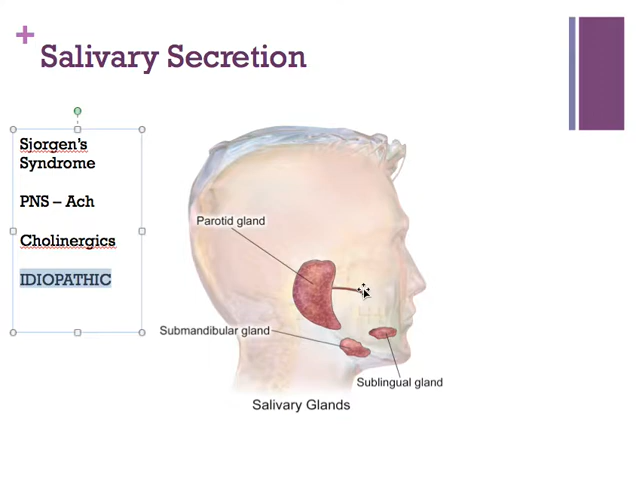 +
Salivary Secretion
Sjorgen's
Syndrome
PNS – Ach
Cholinergics
IDIOPATHIC
Parotid gland
Submandibular gland
Sublingual gland
Salivary Glands